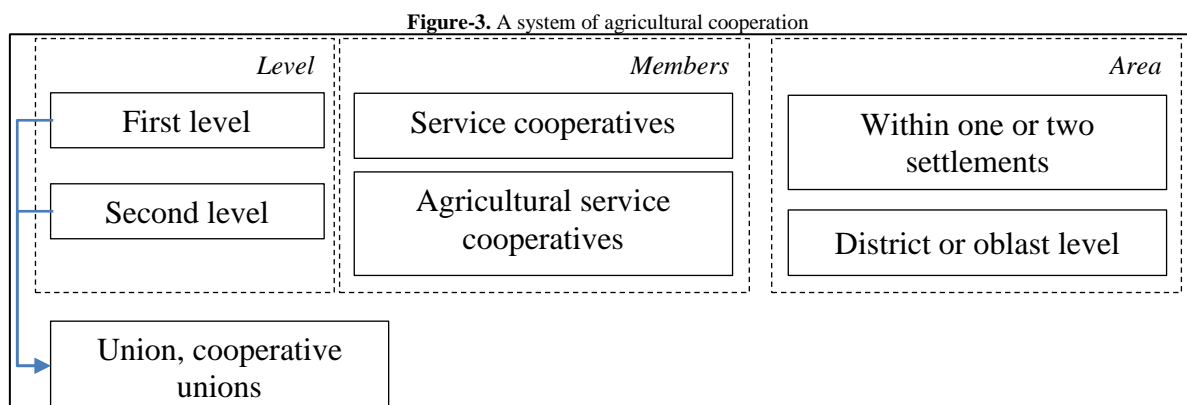 Figure-3. A system of agricultural cooperation
Level
Members
Area
First level
Service cooperatives
Within one or two
settlements
Second level
Agricultural service
cooperatives
District or oblast level
Union, cooperative
unions